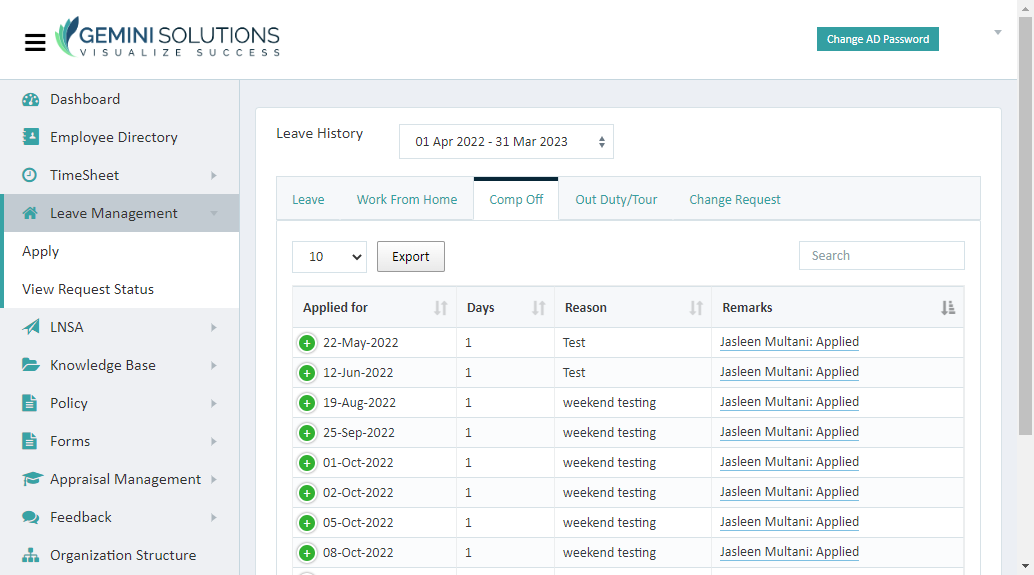 GEMINI SOLUTIONS
VISUALIZE SUCCESS
Change AD Password
Dashboard
Employee Directory
TimeSheet
Leave Management
Apply
View Request Status
LNSA
Knowledge Base
Policy
Forms
Appraisal Management
Feedback
Organization Structure
Leave History 01 Apr 2022 - 31 Mar 2023
Leave Work From Home Comp Off Out Duty/Tour Change Request
10 Export Search
Applied for Days Reason Remarks
22-May-2022 1 Test Jasleen Multani: Applied
12-Jun-2022 1 Test Jasleen Multani: Applied
19-Aug-2022 1 weekend testing Jasleen Multani: Applied
25-Sep-2022 1 weekend testing Jasleen Multani: Applied
01-Oct-2022 1 weekend testing Jasleen Multani: Applied
02-Oct-2022 1 weekend testing Jasleen Multani: Applied
05-Oct-2022 1 weekend testing Jasleen Multani: Applied
08-Oct-2022 1 weekend testing Jasleen Multani: Applied